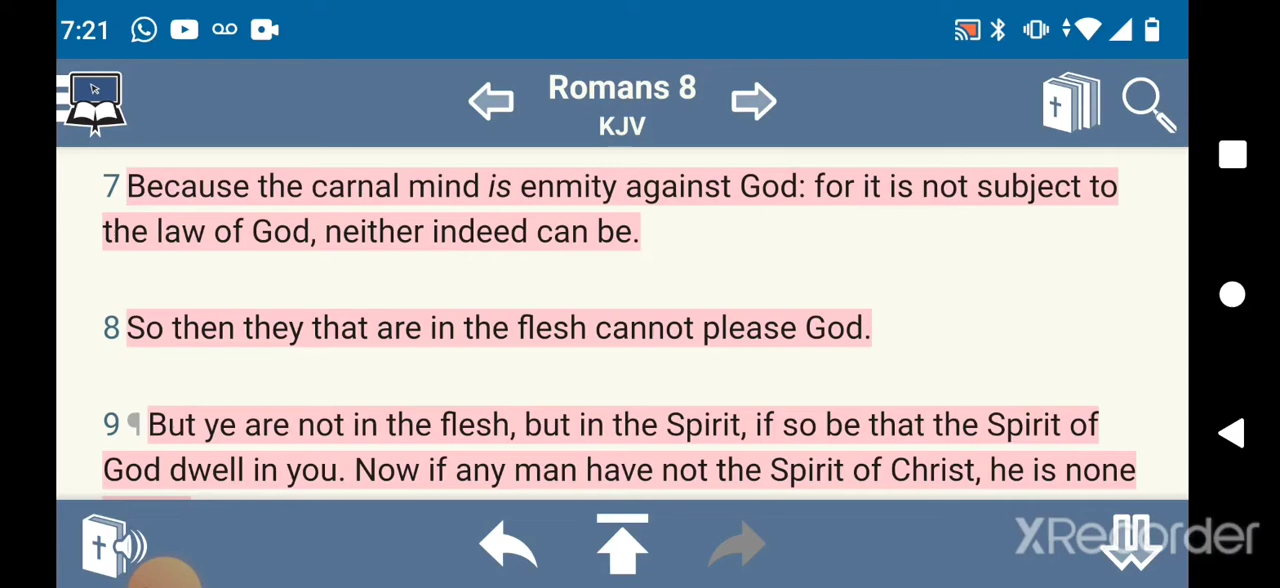 7:21
Romans 8
KJV
7 Because the carnal mind is enmity against God: for it is not subject to
the law of God, neither indeed can be.
8 So then they that are in the flesh cannot please God.
9 ¶ But ye are not in the flesh, but in the Spirit, if so be that the Spirit of
God dwell in you. Now if any man have not the Spirit of Christ, he is none
XRecorder